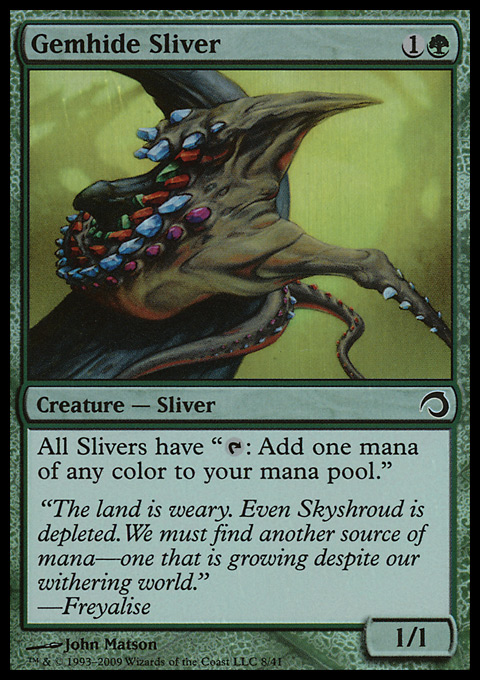 Gemhide Sliver 1
Creature — Sliver
All Slivers have “: Add one mana
of any color to your mana pool.”
“The land is weary. Even Skyshroud is
depleted. We must find another source of
mana—one that is growing despite our
withering world.”
—Freyalise
John Matson
1/1
™ & © 1993–2009 Wizards of the Coast LLC 8/41